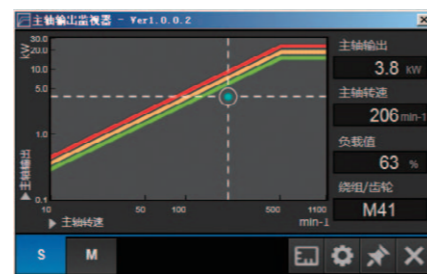 主轴输出监视器 - Ver1.0.0.2
kW
30.0
20.0
10.0
5.0
1.0
0.1
▲主轴输出
10
50
100
500
1100
▶ 主轴转速
min-1
主轴输出
3.8 kW
主轴转速
206 min-1
负载值
63 %
绕组/齿轮
M41
S
M